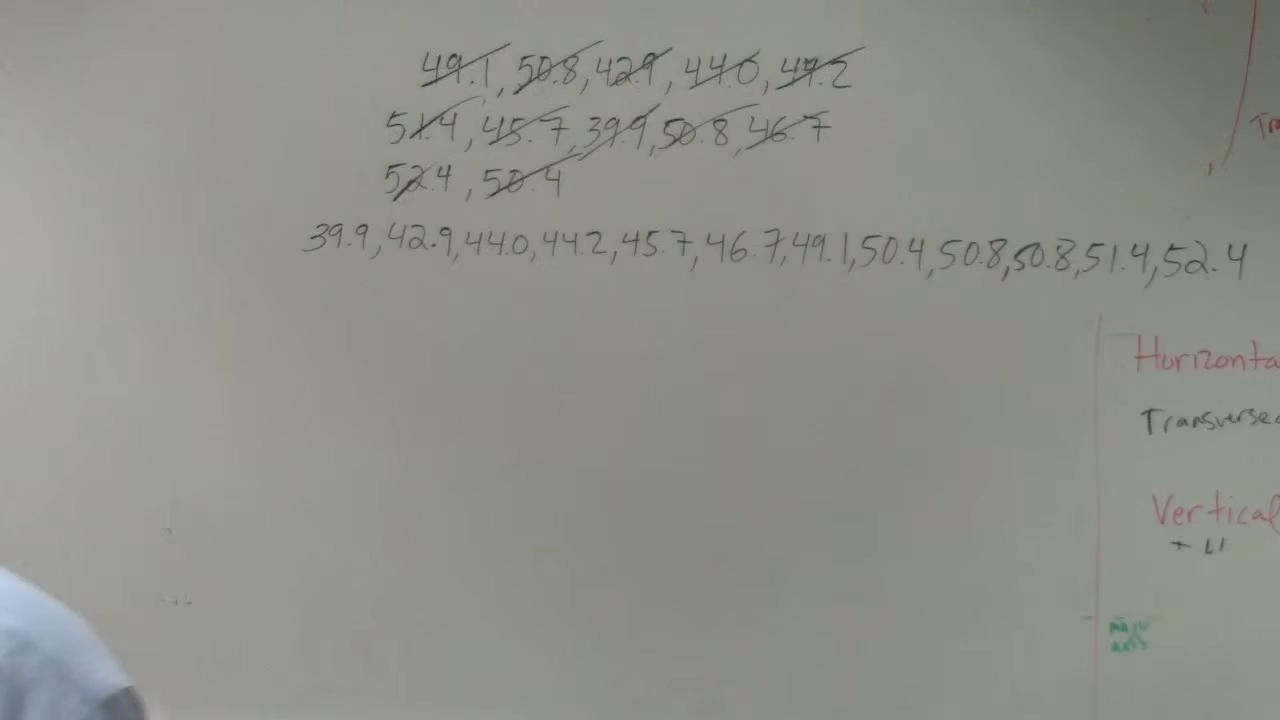 49.1, 50.8, 42.9, 44.0, 44.2
51.4, 45.7, 39.9, 50.8, 46.7
52.4, 50.4
39.9, 42.9, 44.0, 44.2, 45.7, 46.7, 49.1, 50.4, 50.8, 50.8, 51.4, 52.4
Horizonta
Transverse
Vertical
axis